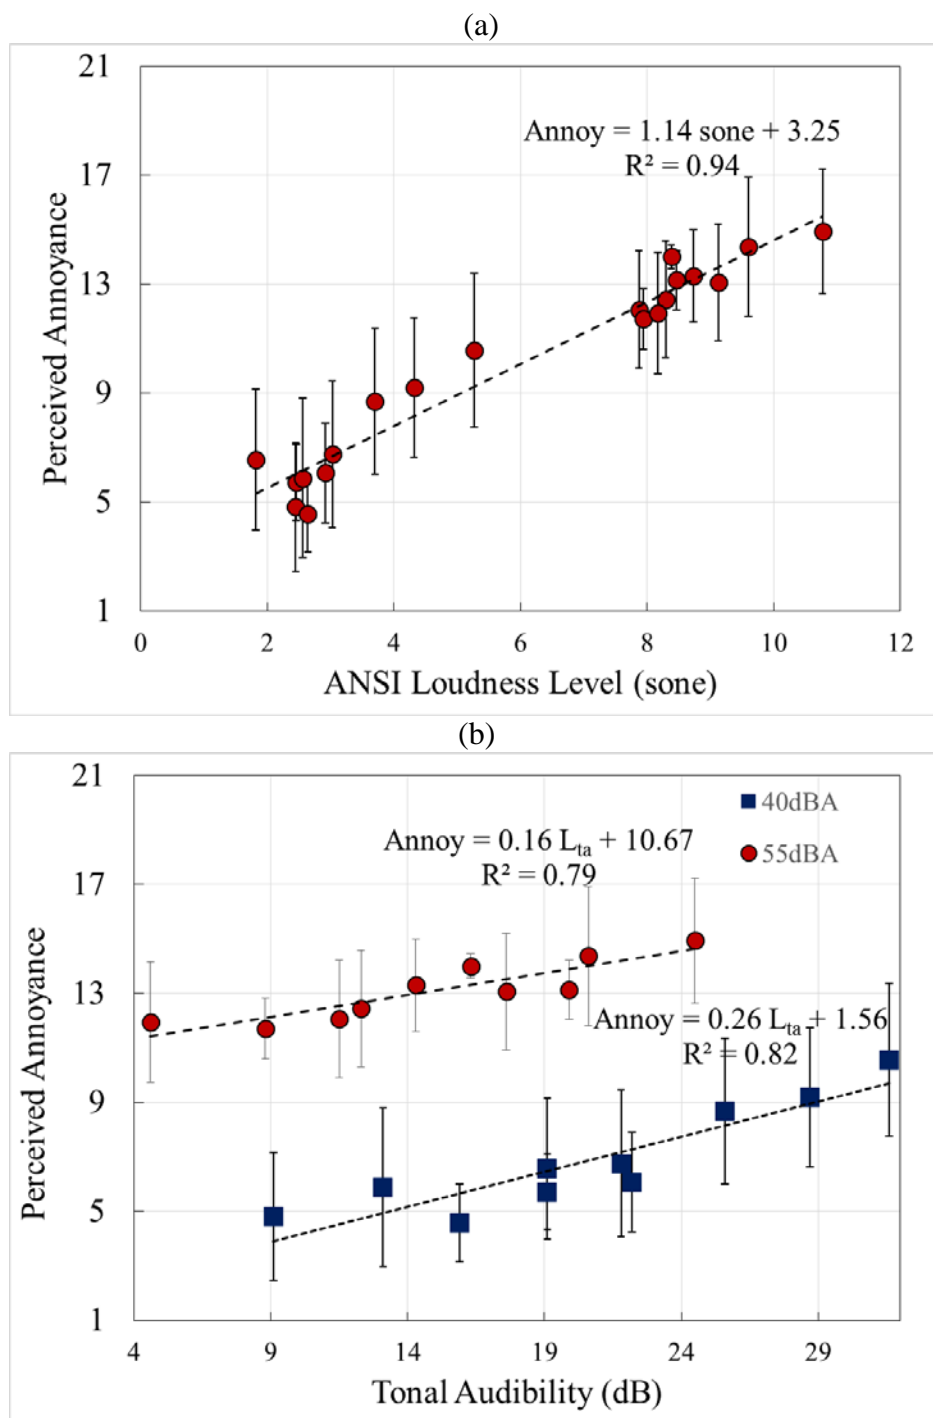 (a)
21
Annoy = 1.14 sone + 3.25
R² = 0.94
17
13
9
5
1
Perceived Annoyance
0 2 4 6 8 10 12
ANSI Loudness Level (sone)
(b)
21
40dBA
Annoy = 0.16 Lta + 10.67
55dBA
R² = 0.79
17
13
Annoy = 0.26 Lta + 1.56
R² = 0.82
9
5
1
Perceived Annoyance
4 9 14 19 24 29
Tonal Audibility (dB)